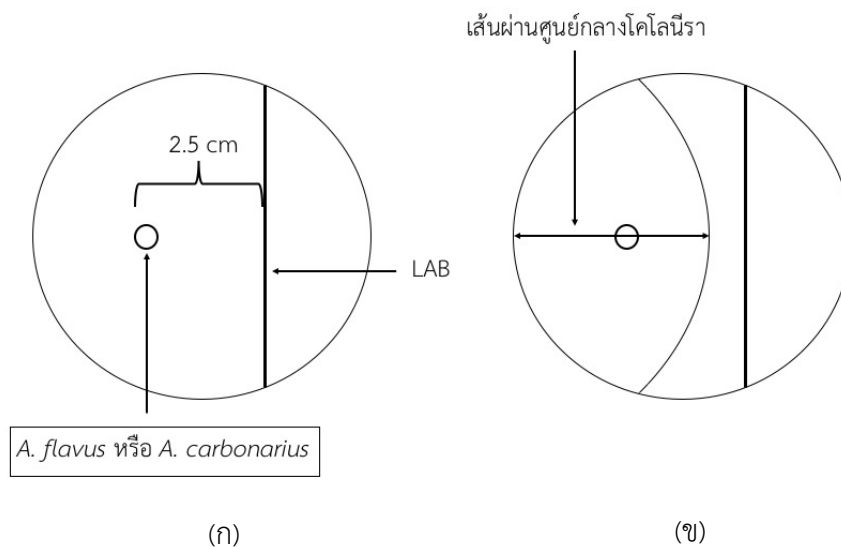 เส้นผ่านศูนย์กลางโคโลนีรา
2.5 cm
LAB
A. flavus หรือ A. carbonarius
(ก)
(ข)